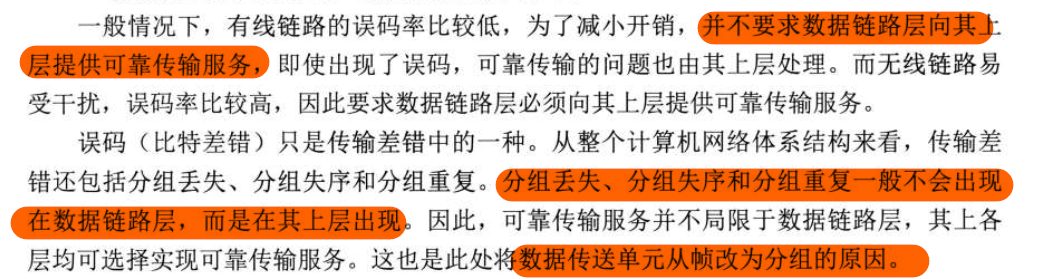 一般情况下，有线链路的误码率比较低，为了减小开销，并不要求数据链路层向其上
层提供可靠传输服务，即使出现了误码，可靠传输的问题也由其上层处理。而无线链路易
受干扰，误码率比较高，因此要求数据链路层必须向其上层提供可靠传输服务。
误码（比特差错）只是传输差错中的一种。从整个计算机网络体系结构来看，传输差
错还包括分组丢失、分组失序和分组重复。分组丢失、分组失序和分组重复一般不会出现
在数据链路层，而是在其上层出现。因此，可靠传输服务并不局限于数据链路层，其上各
层均可选择实现可靠传输服务。这也是此处将数据传送单元从帧改为分组的原因。